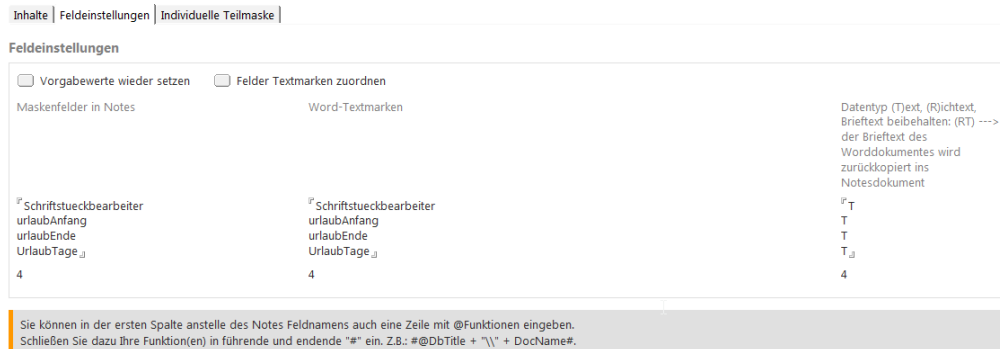 Inhalte Feldeinstellungen Individuelle Teilmaske
Feldeinstellungen
Vorgabewerte wieder setzen Felder Textmarken zuordnen
Maskenfelder in Notes Word-Textmarken Datentyp (T)ext, (R)ichtext,
Brieftext beibehalten: (RT) --->
der Brieftext des
Worddokumentes wird
zurückkopiert ins
Notesdokument
Schriftstueckbearbeiter Schriftstueckbearbeiter T
urlaubAnfang urlaubAnfang T
urlaubEnde urlaubEnde T
UrlaubTage UrlaubTage T
4 4 4
Sie können in der ersten Spalte anstelle des Notes Feldnamens auch eine Zeile mit @Funktionen eingeben.
Schließen Sie dazu Ihre Funktion(en) in führende und endende "#" ein. Z.B.: #@DbTitle + "\\" + DocName#.